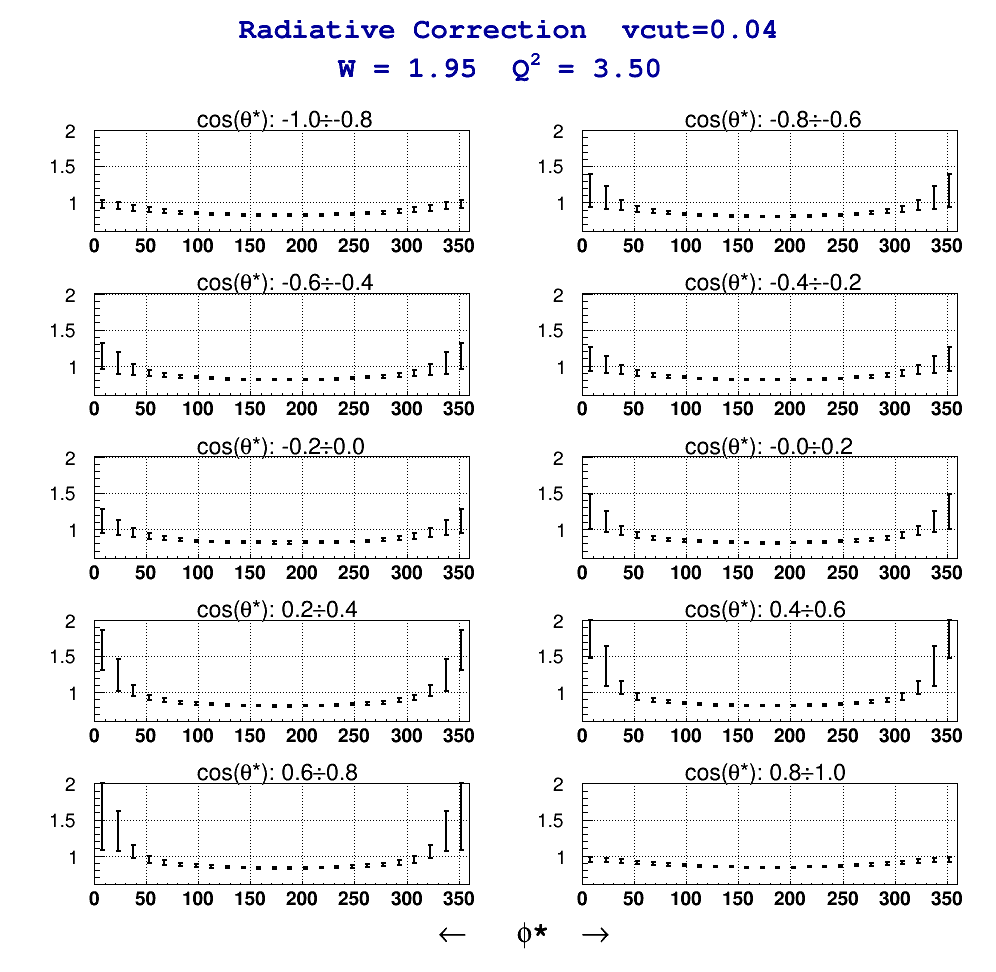 Radiative Correction vcut=0.04
W = 1.95 Q² = 3.50
cos(θ*): -1.0÷-0.8
2
1.5
1
0 50 100 150 200 250 300 350
cos(θ*): -0.8÷-0.6
2
1.5
1
0 50 100 150 200 250 300 350
cos(θ*): -0.6÷-0.4
2
1.5
1
0 50 100 150 200 250 300 350
cos(θ*): -0.4÷-0.2
2
1.5
1
0 50 100 150 200 250 300 350
cos(θ*): -0.2÷0.0
2
1.5
1
0 50 100 150 200 250 300 350
cos(θ*): -0.0÷0.2
2
1.5
1
0 50 100 150 200 250 300 350
cos(θ*): 0.2÷0.4
2
1.5
1
0 50 100 150 200 250 300 350
cos(θ*): 0.4÷0.6
2
1.5
1
0 50 100 150 200 250 300 350
cos(θ*): 0.6÷0.8
2
1.5
1
0 50 100 150 200 250 300 350
cos(θ*): 0.8÷1.0
2
1.5
1
0 50 100 150 200 250 300 350
← ϕ* →